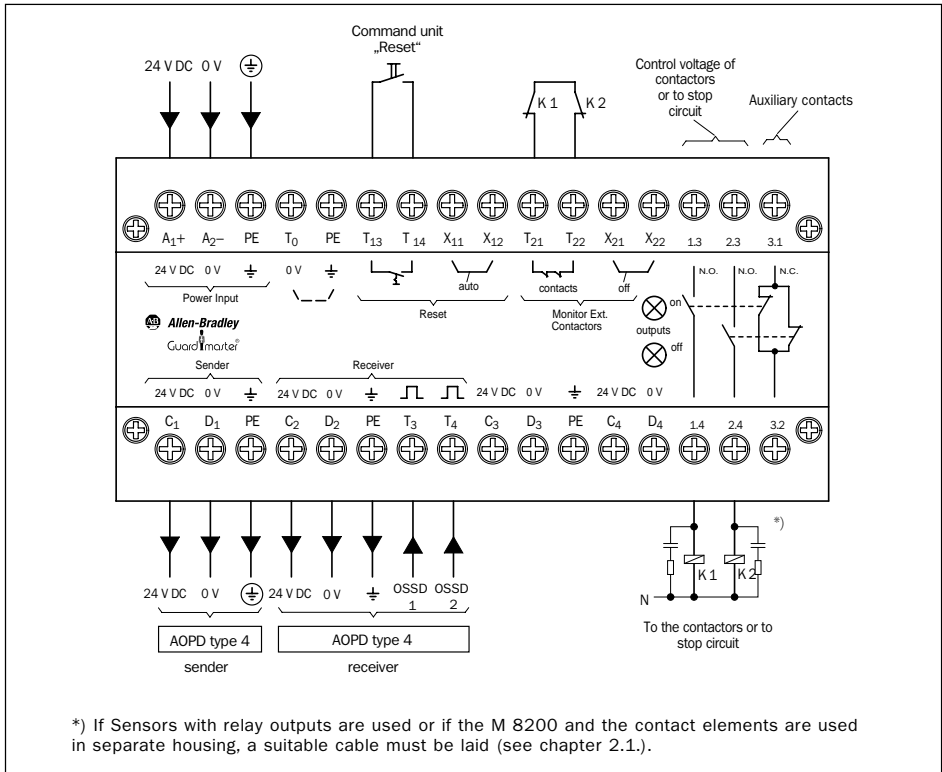 Command unit
„Reset“
24 V DC 0 V
K 1 K 2
Control voltage of
contactors
or to stop
circuit
Auxiliary contacts
A1+ A2– PE T0 PE T13 T 14 X11 X12 T21 T22 X21 X22 1.3 2.3 3.1
24 V DC 0 V 0 V auto contacts off N.O. N.O. N.C.
Power Input Reset Monitor Ext.
Contactors
on
outputs
off
AB Allen-Bradley
Guardmaster®
Sender Receiver
24 V DC 0 V 24 V DC 0 V 24 V DC 0 V 24 V DC 0 V
C1 D1 PE C2 D2 PE T3 T4 C3 D3 PE C4 D4 1.4 2.4 3.2
*)
K 1 K 2
N
24 V DC 0 V 24 V DC 0 V OSSD OSSD
1 2
AOPD type 4 AOPD type 4
sender receiver
To the contactors or to
stop circuit
*) If Sensors with relay outputs are used or if the M 8200 and the contact elements are used
in separate housing, a suitable cable must be laid (see chapter 2.1.).